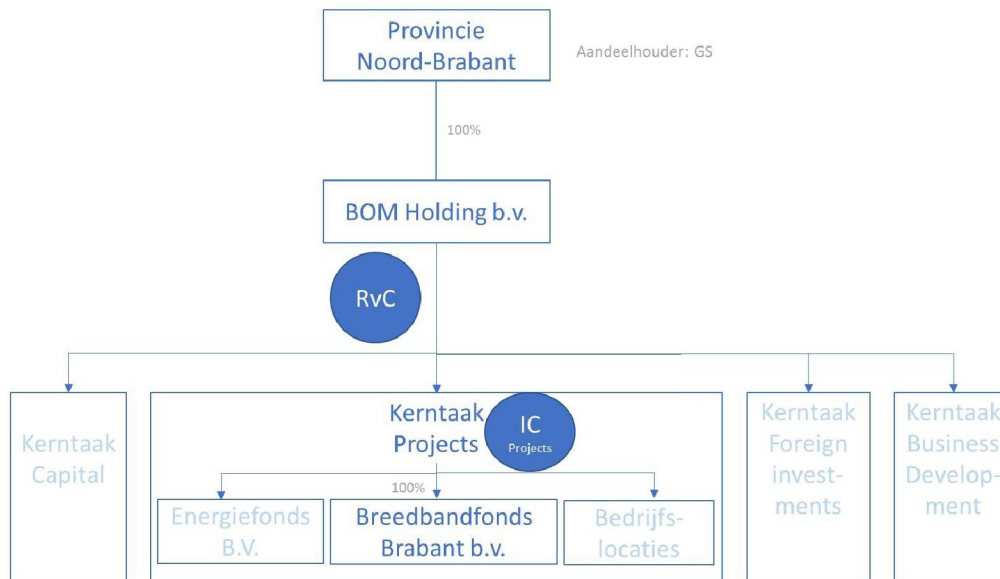 Provincie
Noord-Brabant
Aandeelhouder: GS
100%
BOM Holding b.v.
RvC
Kerntaak
Capital
Kerntaak
Projects
IC
Projects
100%
Energiefonds
B.V.
Breedbandfonds
Brabant b.v.
Bedrijfs-
locaties
Kerntaak
Foreign
invest-
ments
Kerntaak
Business
Develop-
ment